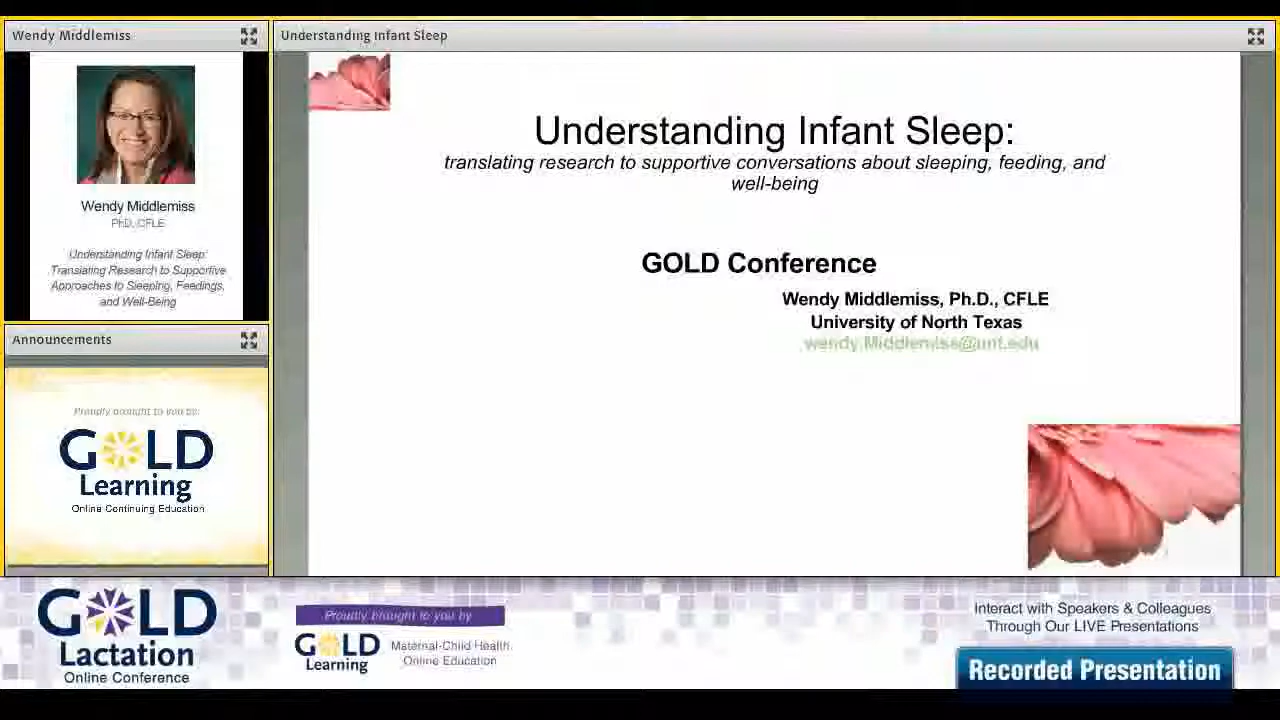 Wendy Middlemiss
Wendy Middlemiss
PhD, CFLE
Understanding Infant Sleep:
Translating Research to Supportive
Approaches to Sleeping, Feedings,
and Well-Being
Announcements
Proudly brought to you by:
GOLD
Learning
Online Continuing Education
Understanding Infant Sleep
Understanding Infant Sleep:
translating research to supportive conversations about sleeping, feeding, and
well-being
GOLD Conference
Wendy Middlemiss, Ph.D., CFLE
University of North Texas
wendy.Middlemiss@unt.edu
GOLD
Lactation
Online Conference
Proudly brought to you by
GOLD
Learning
Maternal-Child Health
Online Education
Interact with Speakers & Colleagues
Through Our LIVE Presentations
Recorded Presentation